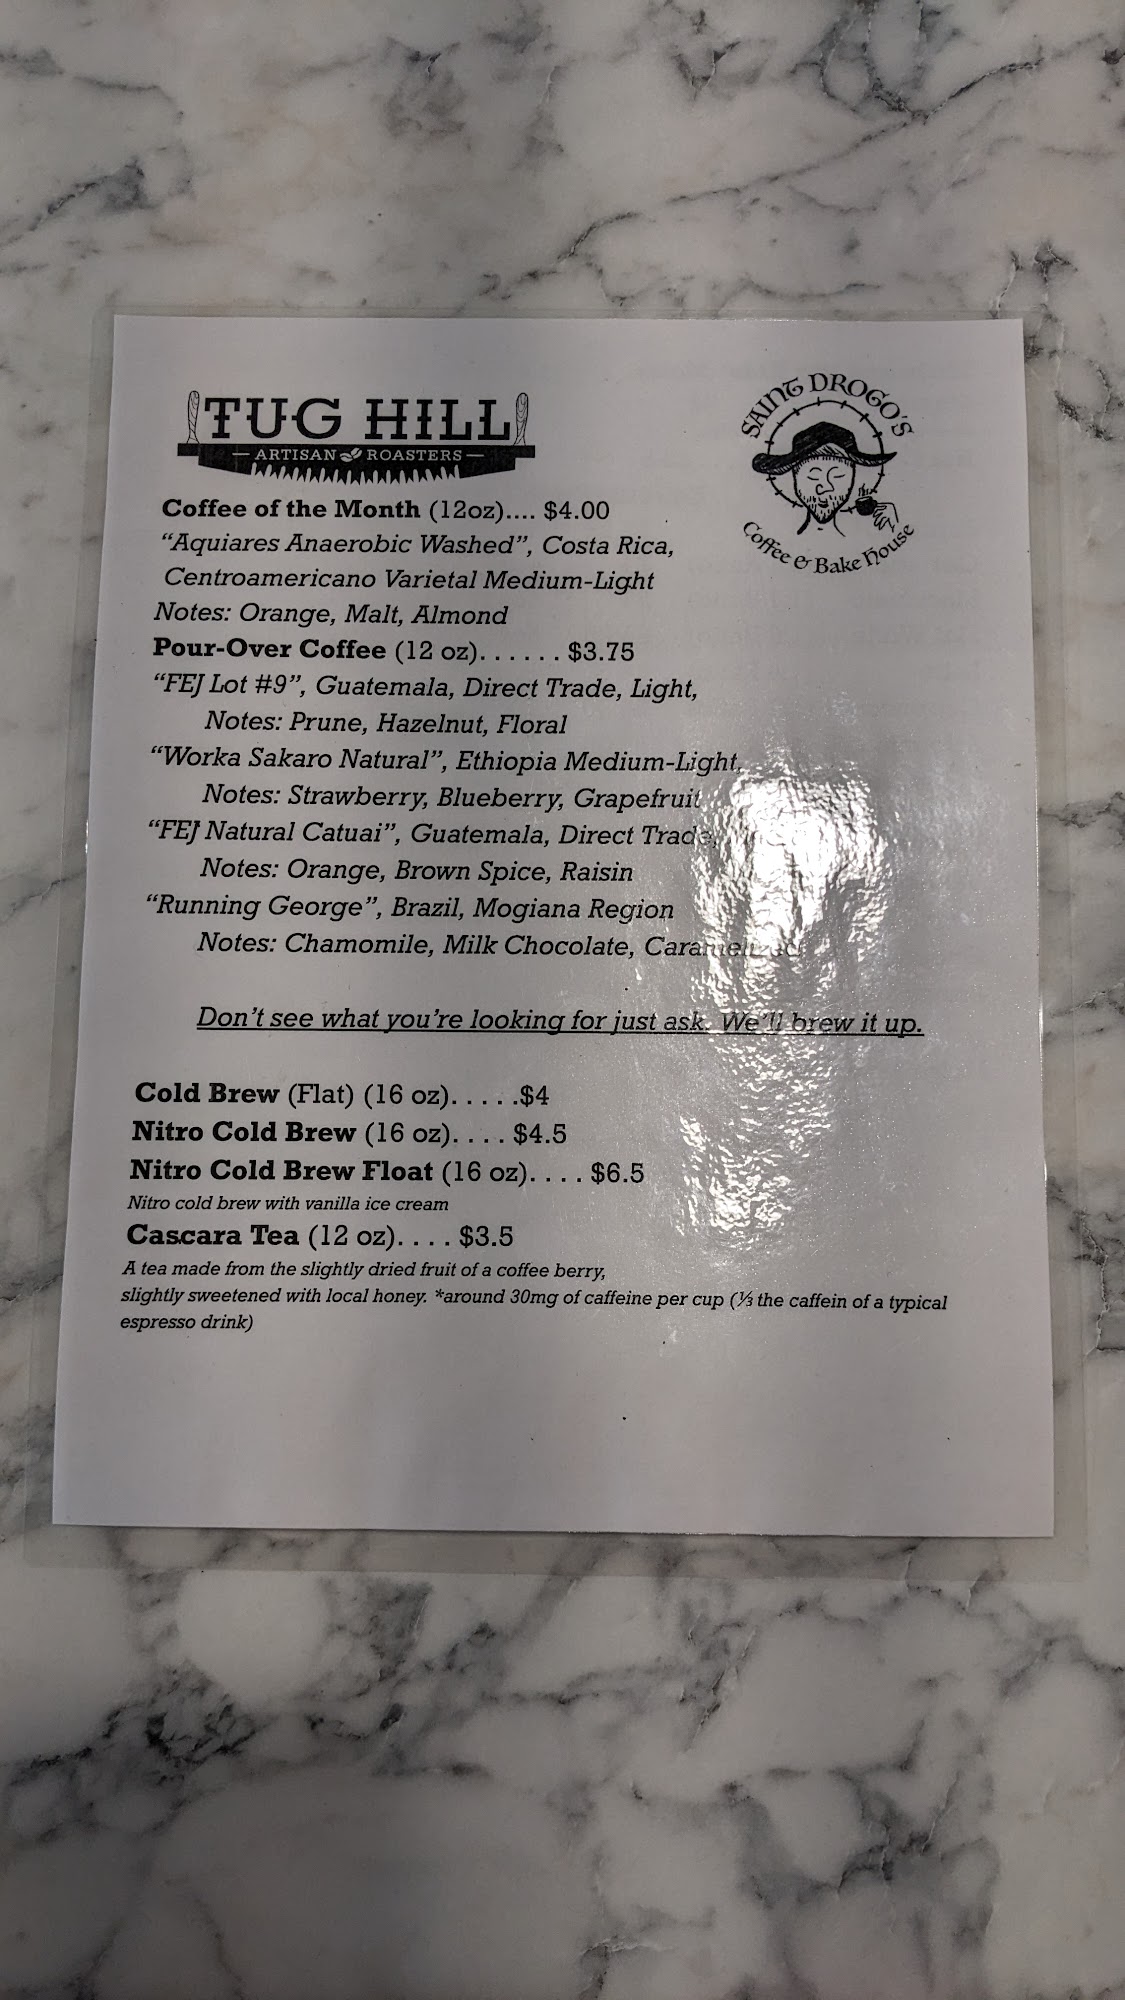 TUG HILL
ARTISAN ROASTERS
SAINT DROGO'S
Coffee & Bake House
Coffee of the Month (12oz).... $4.00
"Aquiares Anaerobic Washed", Costa Rica,
Centroamericano Varietal Medium-Light
Notes: Orange, Malt, Almond
Pour-Over Coffee (12 oz). . . . . . $3.75
"FEJ Lot #9", Guatemala, Direct Trade, Light,
Notes: Prune, Hazelnut, Floral
"Worka Sakaro Natural", Ethiopia Medium-Light,
Notes: Strawberry, Blueberry, Grapefruit
"FEJ Natural Catuai", Guatemala, Direct Trade,
Notes: Orange, Brown Spice, Raisin
"Running George", Brazil, Mogiana Region
Notes: Chamomile, Milk Chocolate, Caramelized
Don't see what you're looking for just ask. We'll brew it up.
Cold Brew (Flat) (16 oz). . . . .$4
Nitro Cold Brew (16 oz). . . . $4.5
Nitro Cold Brew Float (16 oz). . . . $6.5
Nitro cold brew with vanilla ice cream
Cascara Tea (12 oz). . . . $3.5
A tea made from the slightly dried fruit of a coffee berry,
slightly sweetened with local honey. *around 30mg of caffeine per cup (⅓ the caffein of a typical
espresso drink)